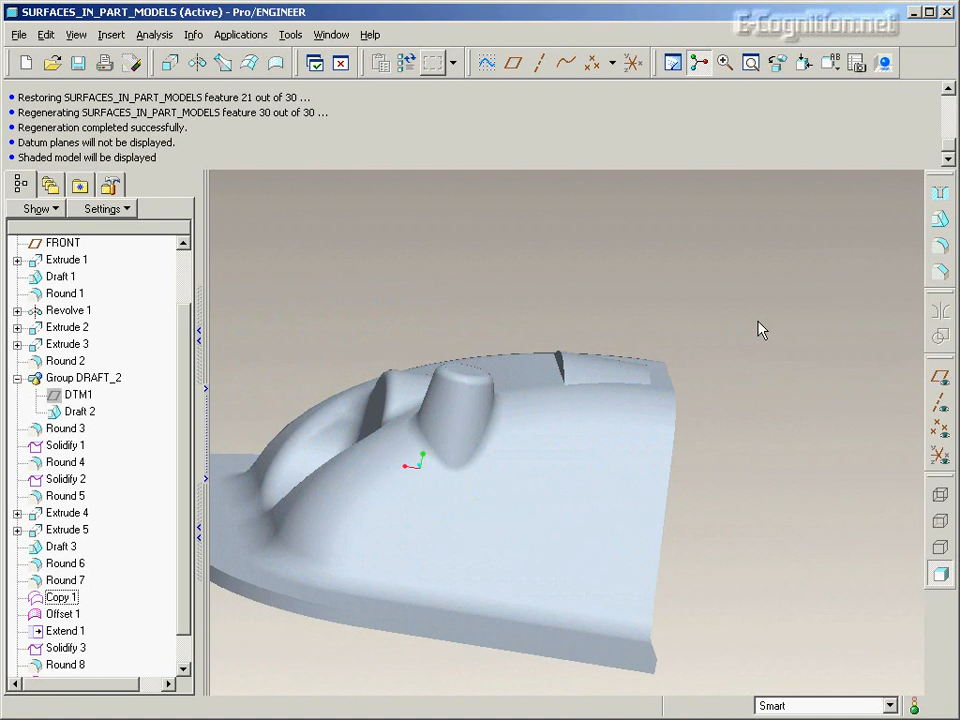 SURFACES_IN_PART_MODELS (Active) - Pro/ENGINEER
E-Cognition.net
File Edit View Insert Analysis Info Applications Tools Window Help
• Restoring SURFACES_IN_PART_MODELS feature 21 out of 30 ...
• Regenerating SURFACES_IN_PART_MODELS feature 30 out of 30 ...
• Regeneration completed successfully.
• Datum planes will not be displayed.
• Shaded model will be displayed
Show Settings
FRONT
Extrude 1
Draft 1
Round 1
Revolve 1
Extrude 2
Extrude 3
Round 2
Group DRAFT_2
DTM1
Draft 2
Round 3
Solidify 1
Round 4
Solidify 2
Round 5
Extrude 4
Extrude 5
Draft 3
Round 6
Round 7
Copy 1
Offset 1
Extend 1
Solidify 3
Round 8
Smart